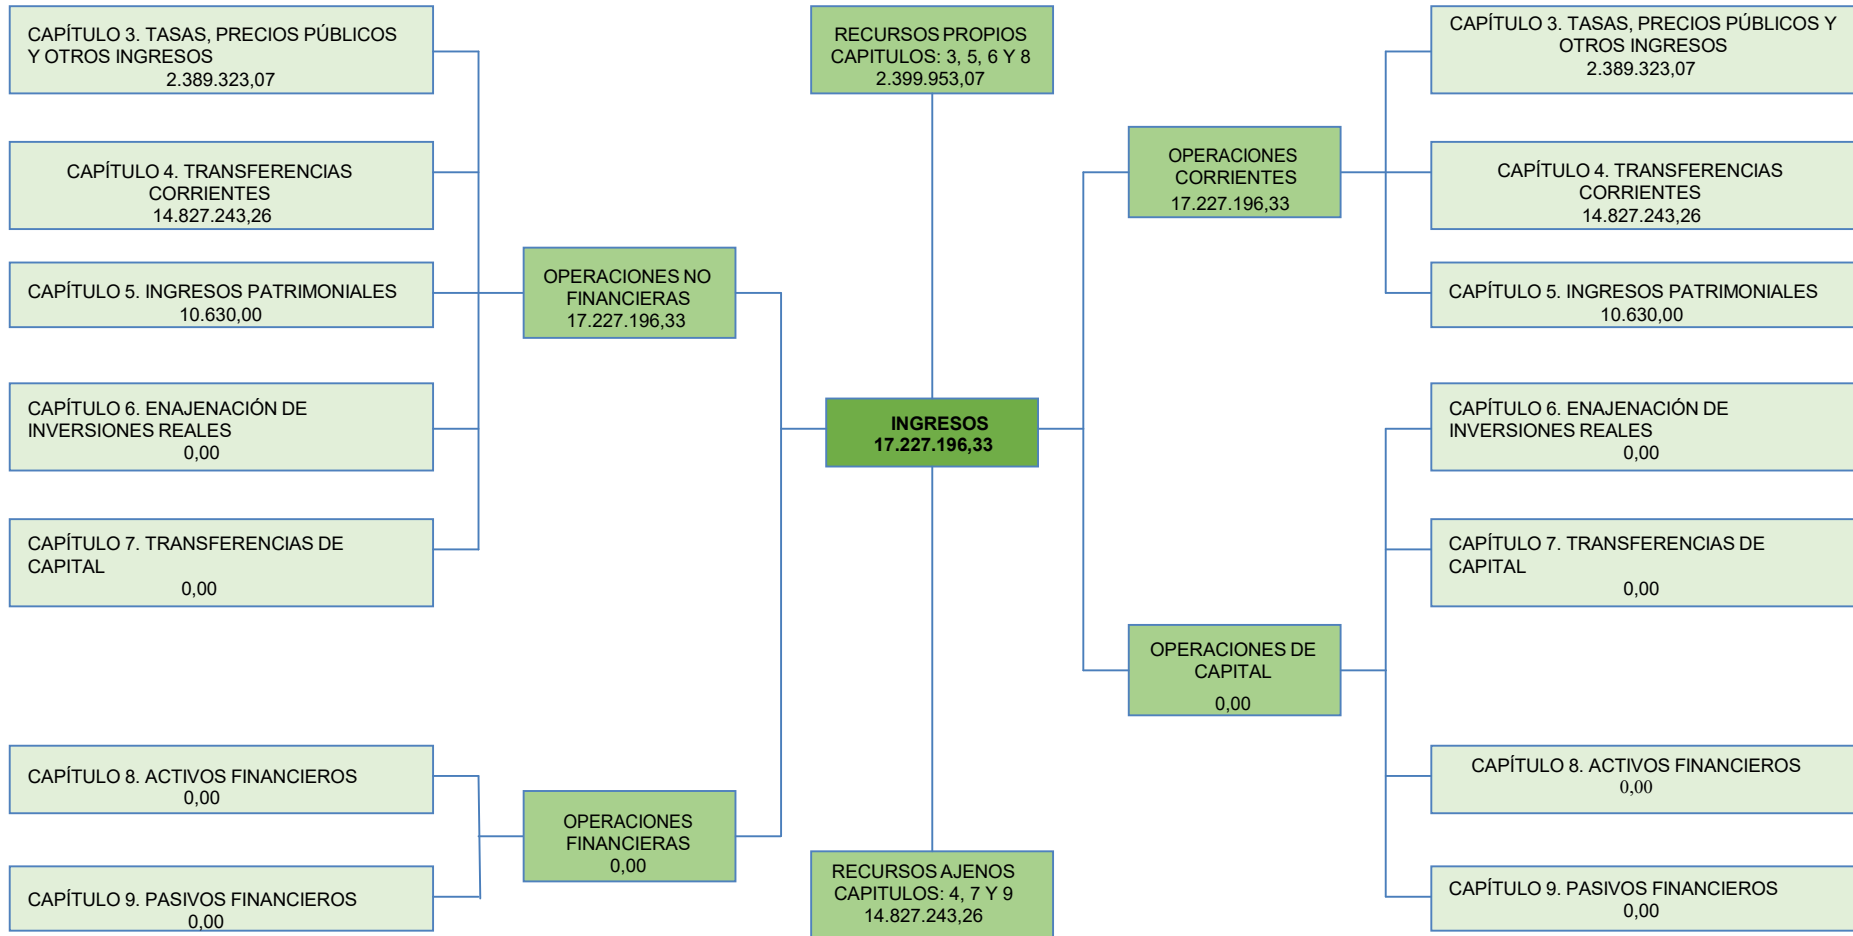 CAPÍTULO 3. TASAS, PRECIOS PÚBLICOS
Y OTROS INGRESOS
2.389.323,07
CAPÍTULO 4. TRANSFERENCIAS
CORRIENTES
14.827.243,26
CAPÍTULO 5. INGRESOS PATRIMONIALES
10.630,00
CAPÍTULO 6. ENAJENACIÓN DE
INVERSIONES REALES
0,00
CAPÍTULO 7. TRANSFERENCIAS DE
CAPITAL
0,00
CAPÍTULO 8. ACTIVOS FINANCIEROS
0,00
CAPÍTULO 9. PASIVOS FINANCIEROS
0,00
OPERACIONES NO
FINANCIERAS
17.227.196,33
OPERACIONES
FINANCIERAS
0,00
RECURSOS PROPIOS
CAPITULOS: 3, 5, 6 Y 8
2.399.953,07
INGRESOS
17.227.196,33
RECURSOS AJENOS
CAPITULOS: 4, 7 Y 9
14.827.243,26
OPERACIONES
CORRIENTES
17.227.196,33
OPERACIONES DE
CAPITAL
0,00
CAPÍTULO 3. TASAS, PRECIOS PÚBLICOS Y
OTROS INGRESOS
2.389.323,07
CAPÍTULO 4. TRANSFERENCIAS
CORRIENTES
14.827.243,26
CAPÍTULO 5. INGRESOS PATRIMONIALES
10.630,00
CAPÍTULO 6. ENAJENACIÓN DE
INVERSIONES REALES
0,00
CAPÍTULO 7. TRANSFERENCIAS DE
CAPITAL
0,00
CAPÍTULO 8. ACTIVOS FINANCIEROS
0,00
CAPÍTULO 9. PASIVOS FINANCIEROS
0,00